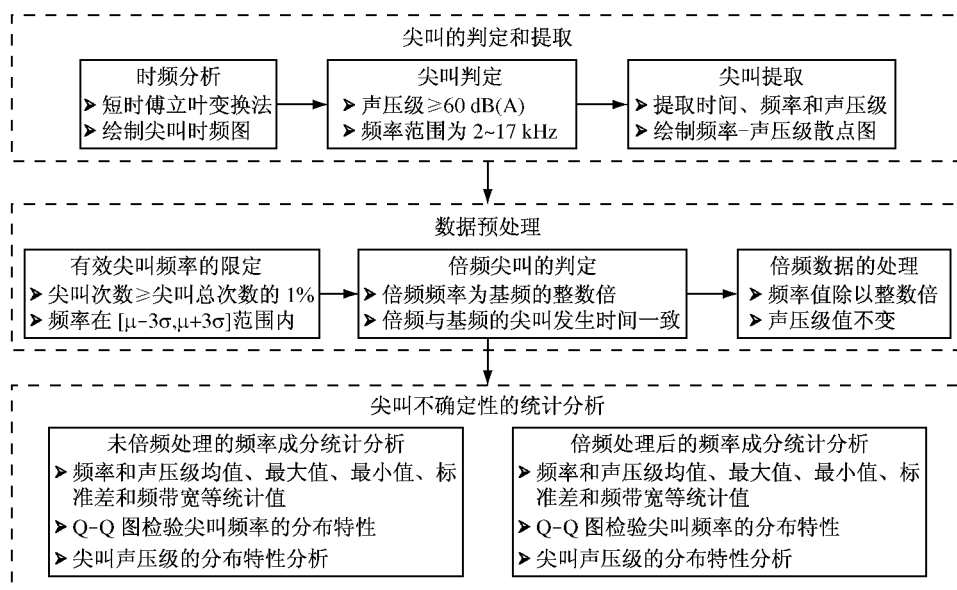 尖叫的判定和提取
时频分析
➤ 短时傅立叶变换法
➤ 绘制尖叫时频图
尖叫判定
➤ 声压级≥60 dB(A)
➤ 频率范围为 2~17 kHz
尖叫提取
➤ 提取时间、频率和声压级
➤ 绘制频率-声压级散点图
数据预处理
有效尖叫频率的限定
➤ 尖叫次数≥尖叫总次数的 1%
➤ 频率在 [μ-3σ,μ+3σ]范围内
倍频尖叫的判定
➤ 倍频频率为基频的整数倍
➤ 倍频与基频的尖叫发生时间一致
倍频数据的处理
➤ 频率值除以整数倍
➤ 声压级值不变
尖叫不确定性的统计分析
未倍频处理的频率成分统计分析
➤ 频率和声压级均值、最大值、最小值、标
准差和频带宽等统计值
➤ Q-Q 图检验尖叫频率的分布特性
➤ 尖叫声压级的分布特性分析
倍频处理后的频率成分统计分析
➤ 频率和声压级均值、最大值、最小值、标
准差和频带宽等统计值
➤ Q-Q 图检验尖叫频率的分布特性
➤ 尖叫声压级的分布特性分析